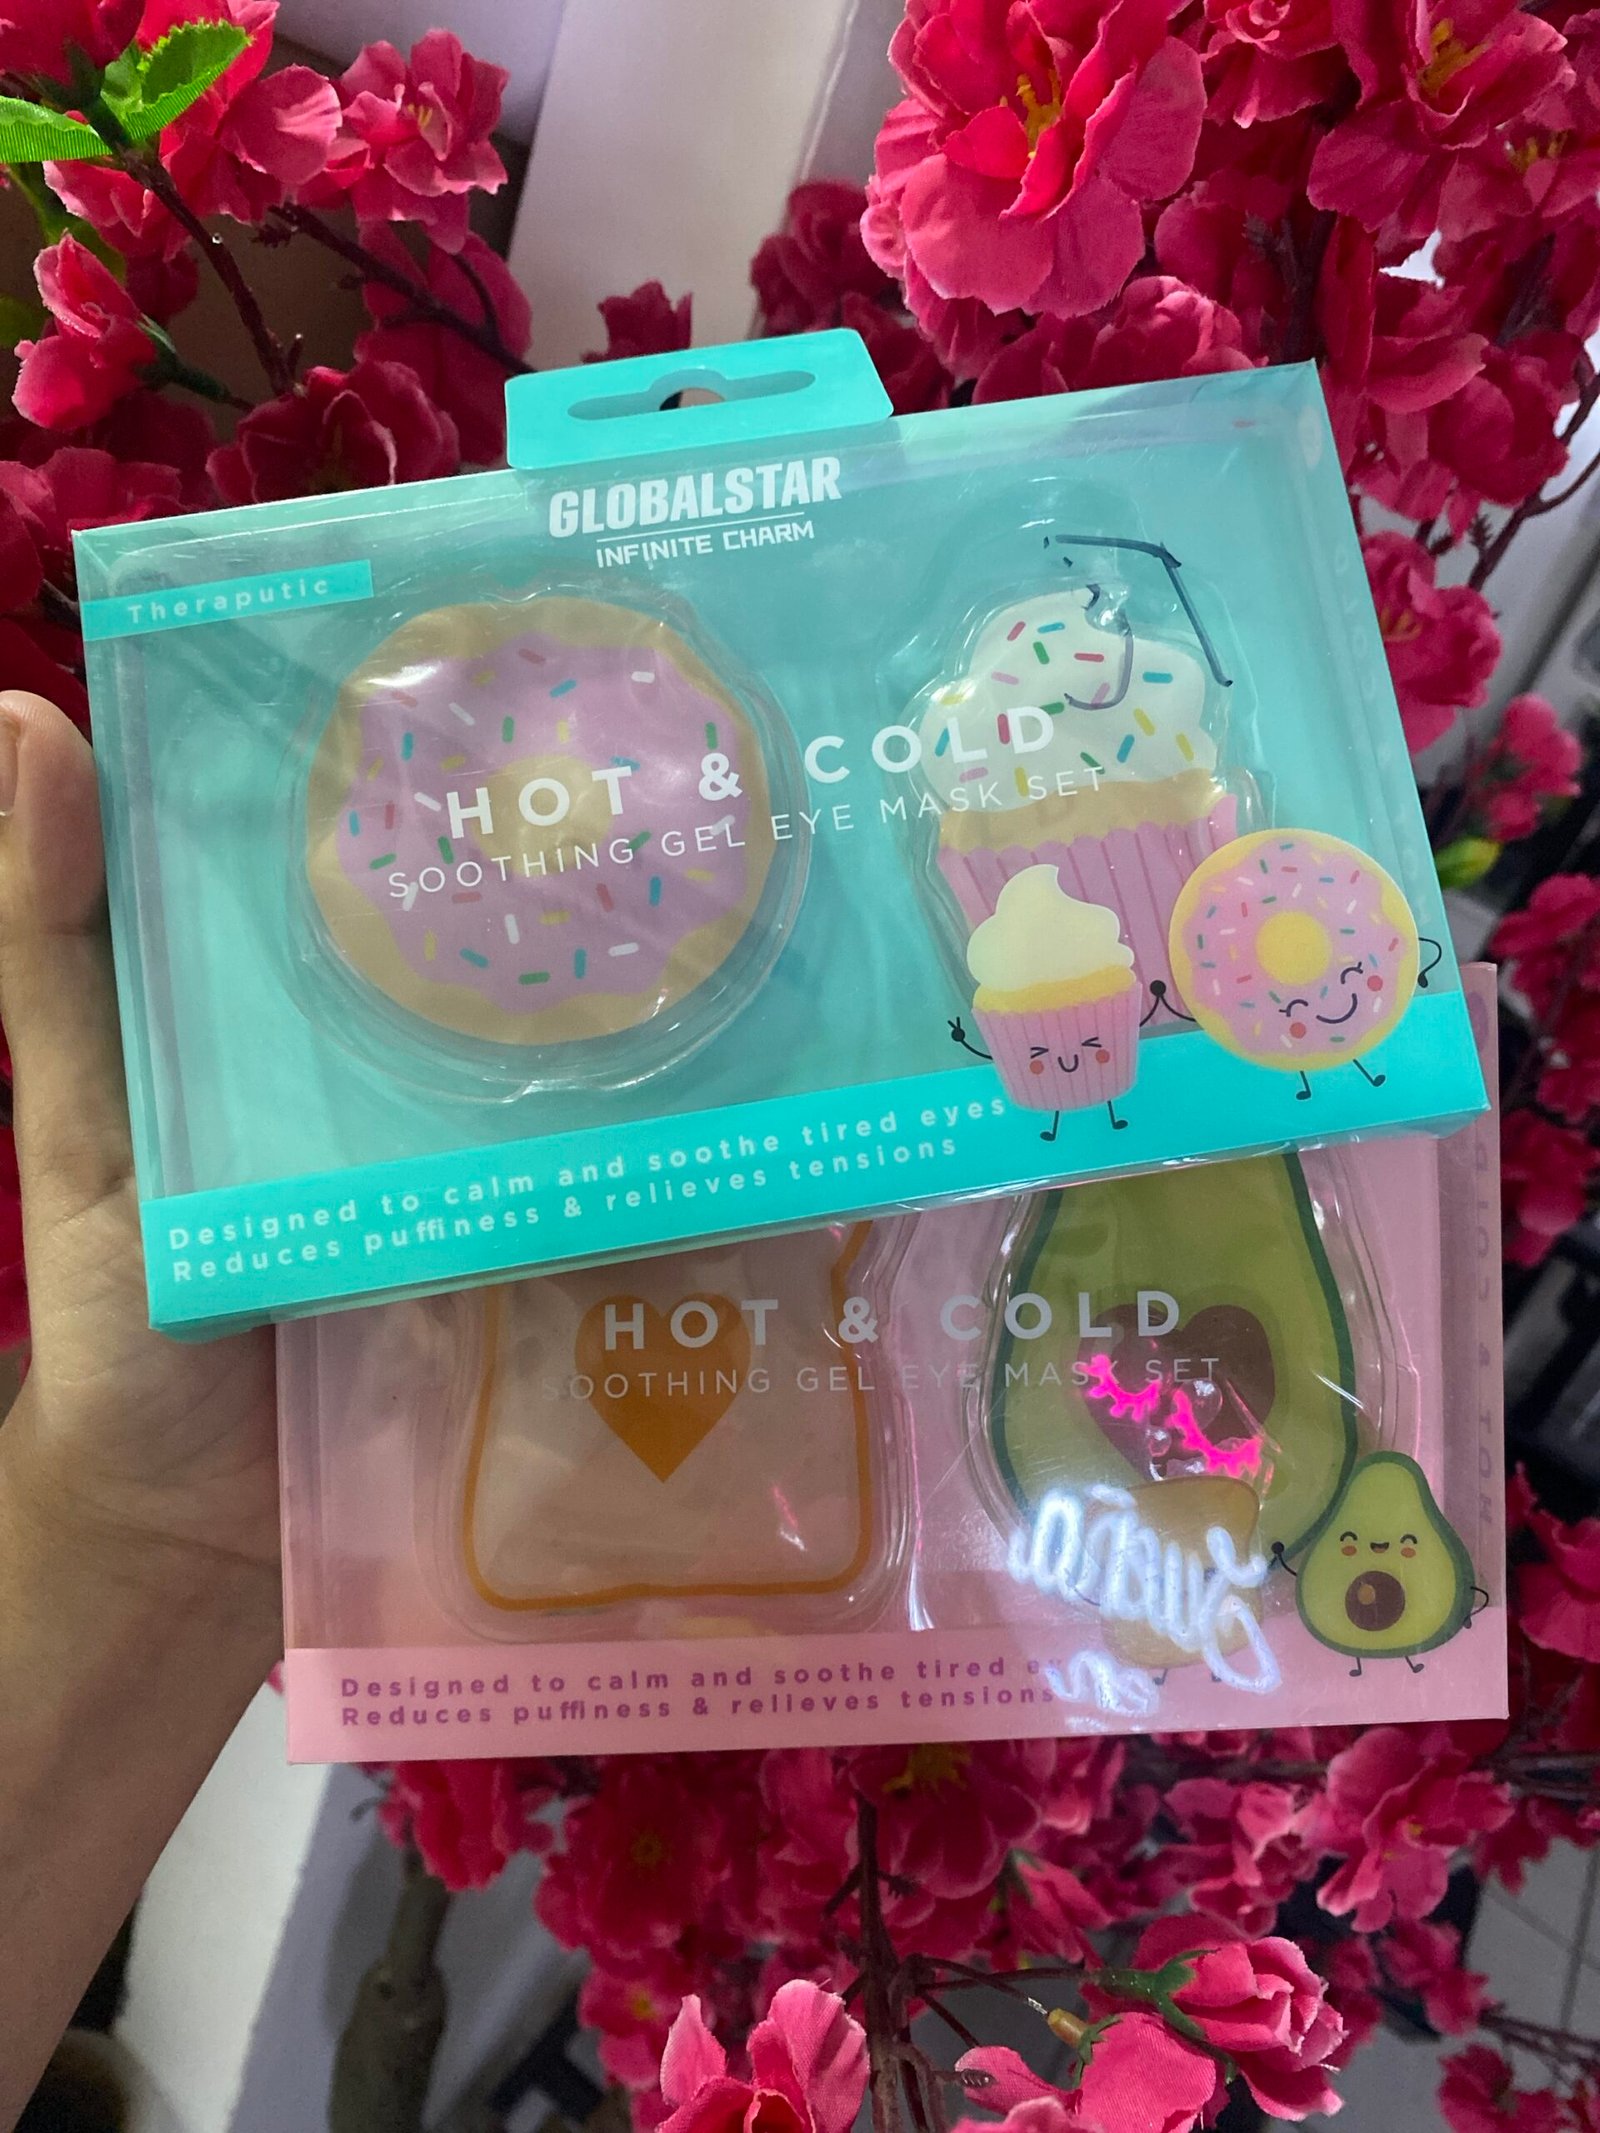 GLOBALSTAR
INFINITE CHARM
Theraputic
HOT & COLD
SOOTHING GEL EYE MASK SET
Designed to calm and soothe tired eyes
Reduces puffiness & relieves tensions
HOT & COLD
SOOTHING GEL EYE MASK SET
Designed to calm and soothe tired
Reduces puffiness & relieves tensions